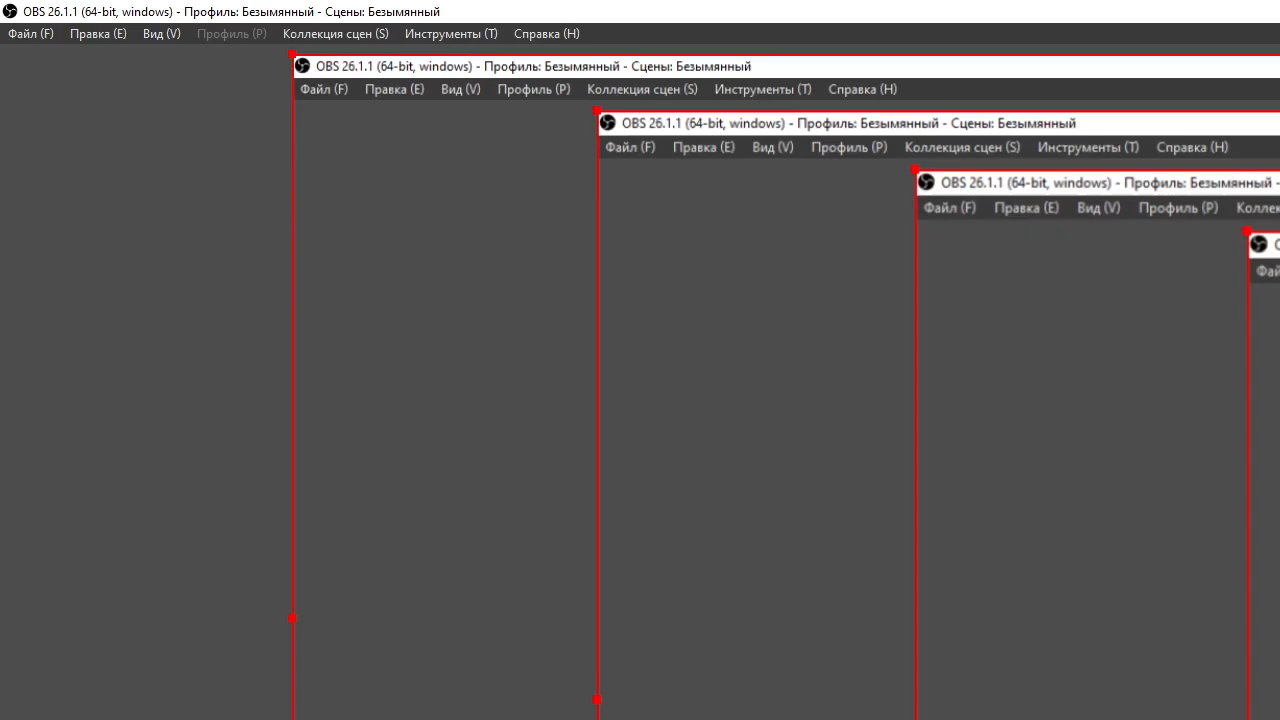 OBS 26.1.1 (64-bit, windows) - Профиль: Безымянный - Сцены: Безымянный
Файл (F) Правка (E) Вид (V) Профиль (P) Коллекция сцен (S) Инструменты (T) Справка (H)
OBS 26.1.1 (64-bit, windows) - Профиль: Безымянный - Сцены: Безымянный
Файл (F) Правка (E) Вид (V) Профиль (P) Коллекция сцен (S) Инструменты (T) Справка (H)
OBS 26.1.1 (64-bit, windows) - Профиль: Безымянный - Сцены: Безымянный
Файл (F) Правка (E) Вид (V) Профиль (P) Коллекция сцен (S) Инструменты (T) Справка (H)
OBS 26.1.1 (64-bit, windows) - Профиль: Безымянный -
Файл (F) Правка (E) Вид (V) Профиль (P)